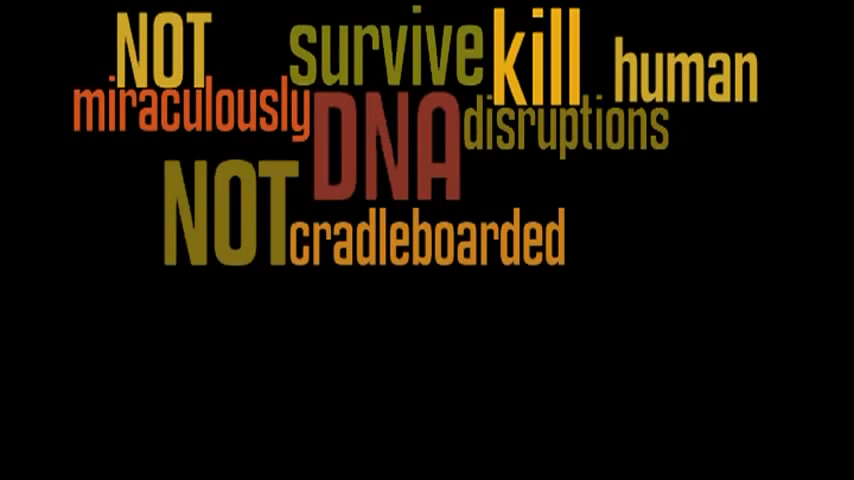 NOT survive kill human
miraculously DNA disruptions
NOT cradleboarded